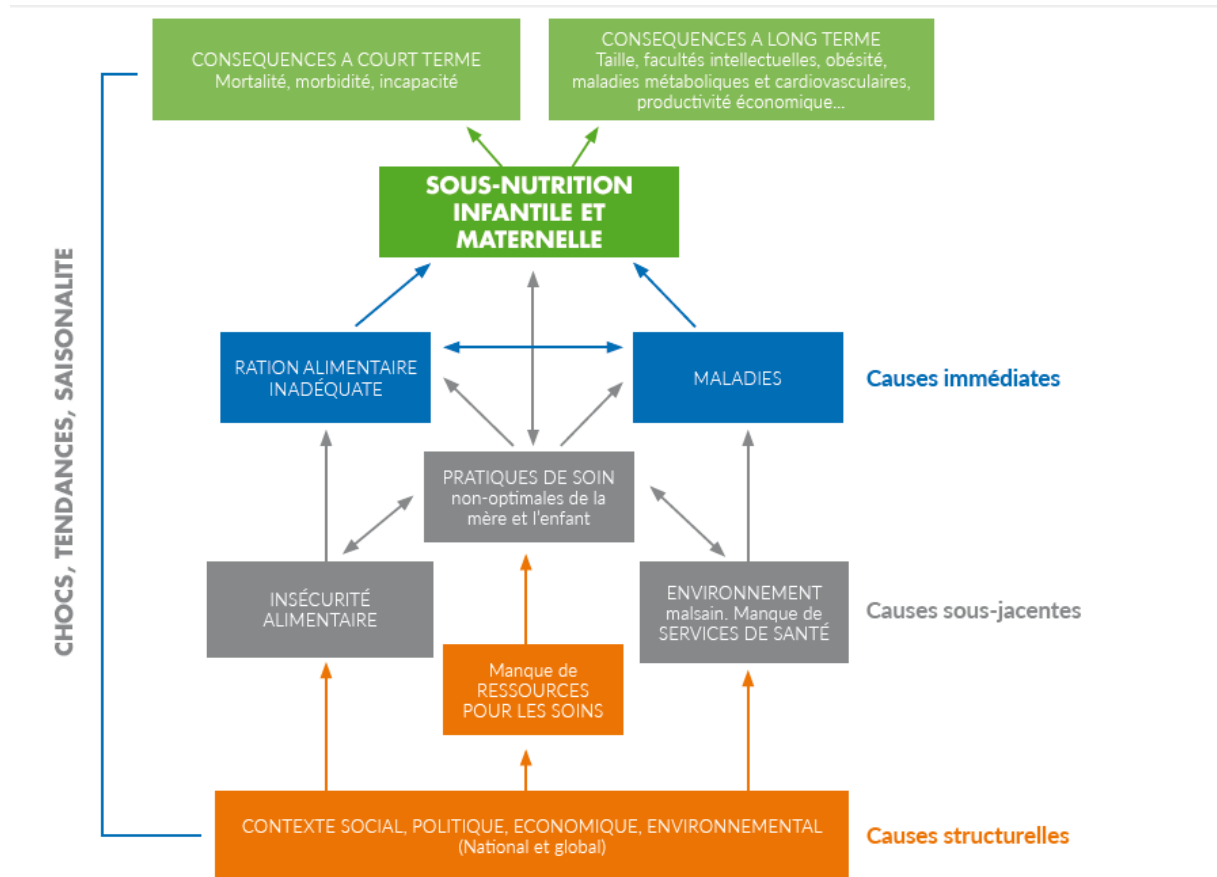 CONSEQUENCES A COURT TERME
Mortalité, morbidité, incapacité
CONSEQUENCES A LONG TERME
Taille, facultés intellectuelles, obésité,
maladies métaboliques et cardiovasculaires,
productivité économique...
SOUS-NUTRITION
INFANTILE ET
MATERNELLE
CHOCS, TENDANCES, SAISONALITE
RATION ALIMENTAIRE
INADÉQUATE
MALADIES
Causes immédiates
PRATIQUES DE SOIN
non-optimales de la
mère et l'enfant
INSÉCURITÉ
ALIMENTAIRE
ENVIRONNEMENT
malsain. Manque de
SERVICES DE SANTÉ
Causes sous-jacentes
Manque de
RESSOURCES
POUR LES SOINS
CONTEXTE SOCIAL, POLITIQUE, ECONOMIQUE, ENVIRONNEMENTAL
(National et global)
Causes structurelles